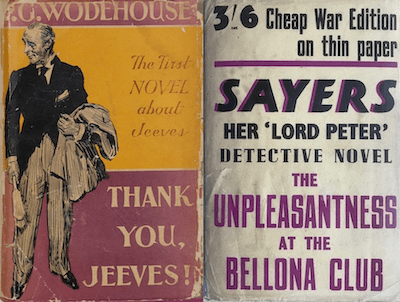 P.G. WODEHOUSE
The First
NOVEL
about
Jeeves
THANK
YOU,
JEEVES!
3/6 Cheap War Edition
on thin paper
SAYERS
HER 'LORD PETER'
DETECTIVE NOVEL
THE
UNPLEASANTNESS
AT THE
BELLONA CLUB